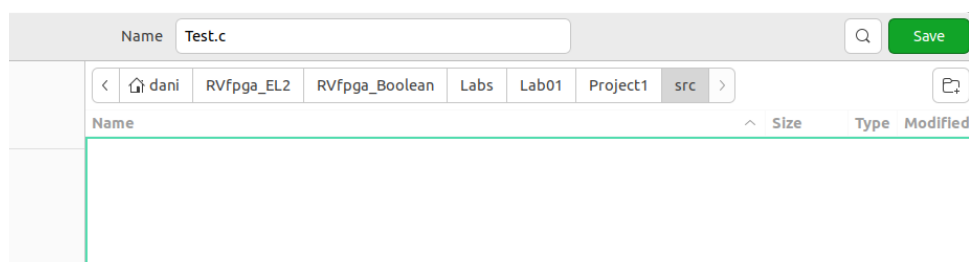 Name Test.c Save
dani RVfpga_EL2 RVfpga_Boolean Labs Lab01 Project1 src
Name Size Type Modified